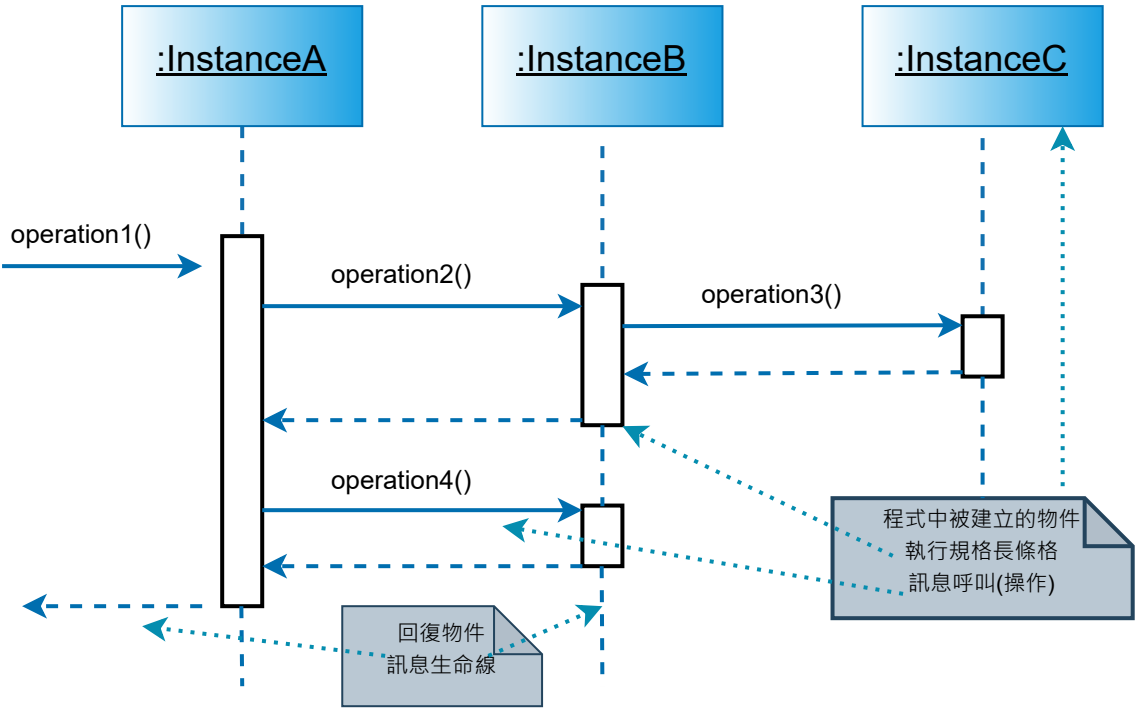 :InstanceA
:InstanceB
:InstanceC
operation1()
operation2()
operation3()
operation4()
程式中被建立的物件
執行規格長條格
訊息呼叫(操作)
回復物件
訊息生命線